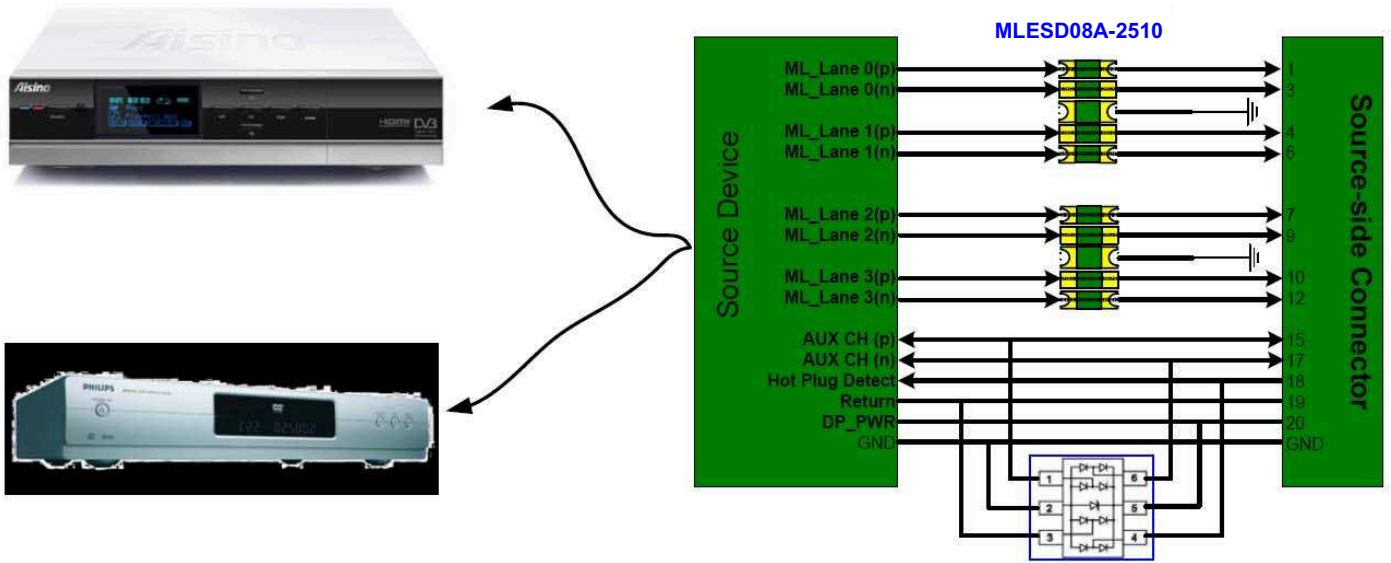 MLESD08A-2510
Aisino
Aisino
HDMI DVB
PHILIPS
Source Device
ML_Lane 0(p)
ML_Lane 0(n)
ML_Lane 1(p)
ML_Lane 1(n)
ML_Lane 2(p)
ML_Lane 2(n)
ML_Lane 3(p)
ML_Lane 3(n)
AUX CH (p)
AUX CH (n)
Hot Plug Detect
Return
DP_PWR
GND
1
3
4
6
7
9
10
12
15
17
18
19
20
GND
Source-side Connector
1
2
3
6
5
4